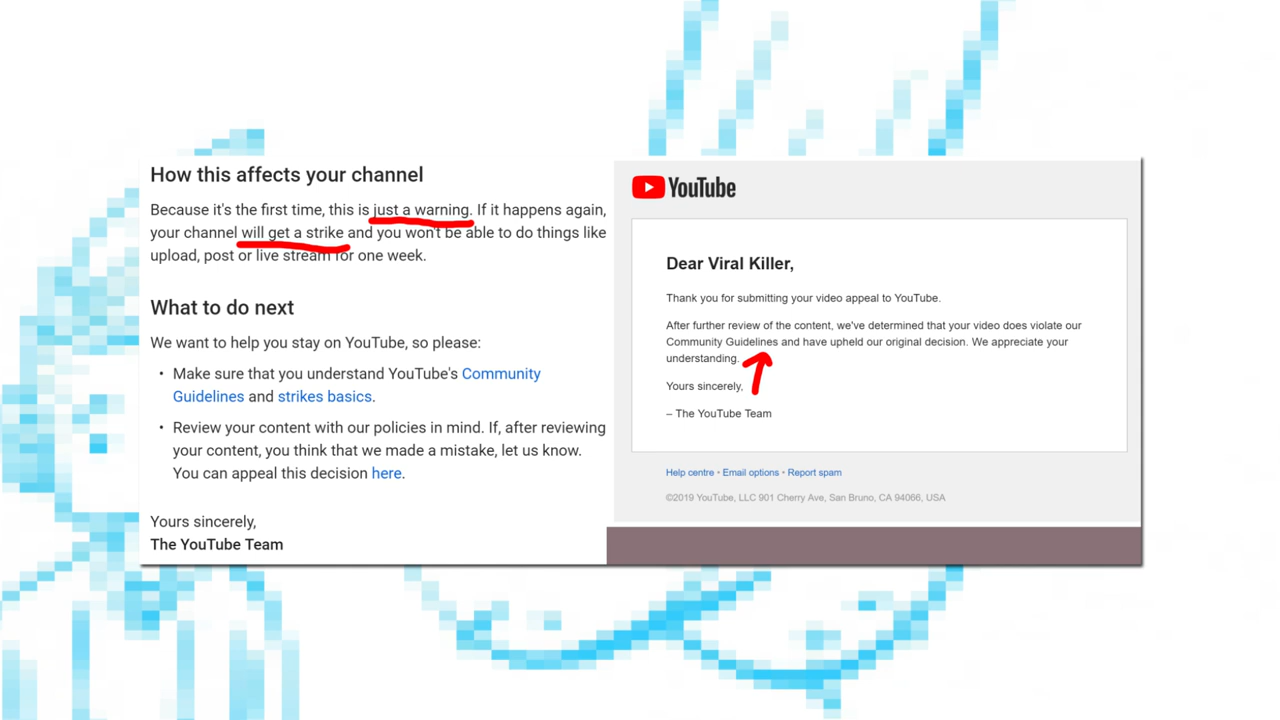 How this affects your channel
Because it's the first time, this is just a warning. If it happens again,
your channel will get a strike and you won't be able to do things like
upload, post or live stream for one week.
What to do next
We want to help you stay on YouTube, so please:
• Make sure that you understand YouTube's Community
Guidelines and strikes basics.
• Review your content with our policies in mind. If, after reviewing
your content, you think that we made a mistake, let us know.
You can appeal this decision here.
Yours sincerely,
The YouTube Team
YouTube
Dear Viral Killer,
Thank you for submitting your video appeal to YouTube.
After further review of the content, we've determined that your video does violate our
Community Guidelines and have upheld our original decision. We appreciate your
understanding.
Yours sincerely,
– The YouTube Team
Help centre • Email options • Report spam
©2019 YouTube, LLC 901 Cherry Ave, San Bruno, CA 94066, USA